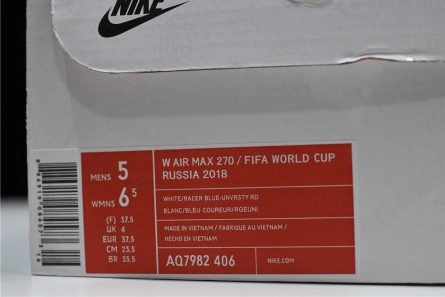 NIKE
MENS 5
WMNS 6.5
(F) 37.5
UK 4
EUR 37.5
CM 23.5
BR 35.5
W AIR MAX 270 / FIFA WORLD CUP
RUSSIA 2018
WHITE/RACER BLUE-UNVRSTY RD
BLANC/BLEU COUREUR/RGEUNI
MADE IN VIETNAM / FABRIQUE AU VIETNAM /
HECHO EN VIETNAM
AQ7982 406
NIKE.COM